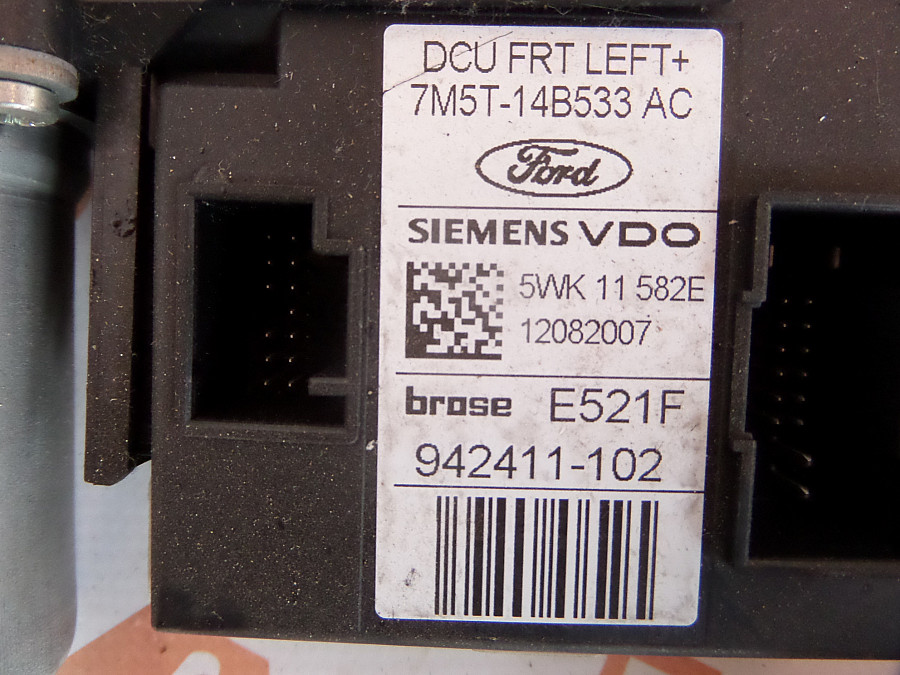 DCU FRT LEFT+
7M5T-14B533 AC
Ford
SIEMENS VDO
5WK 11 582E
12082007
brose E521F
942411-102